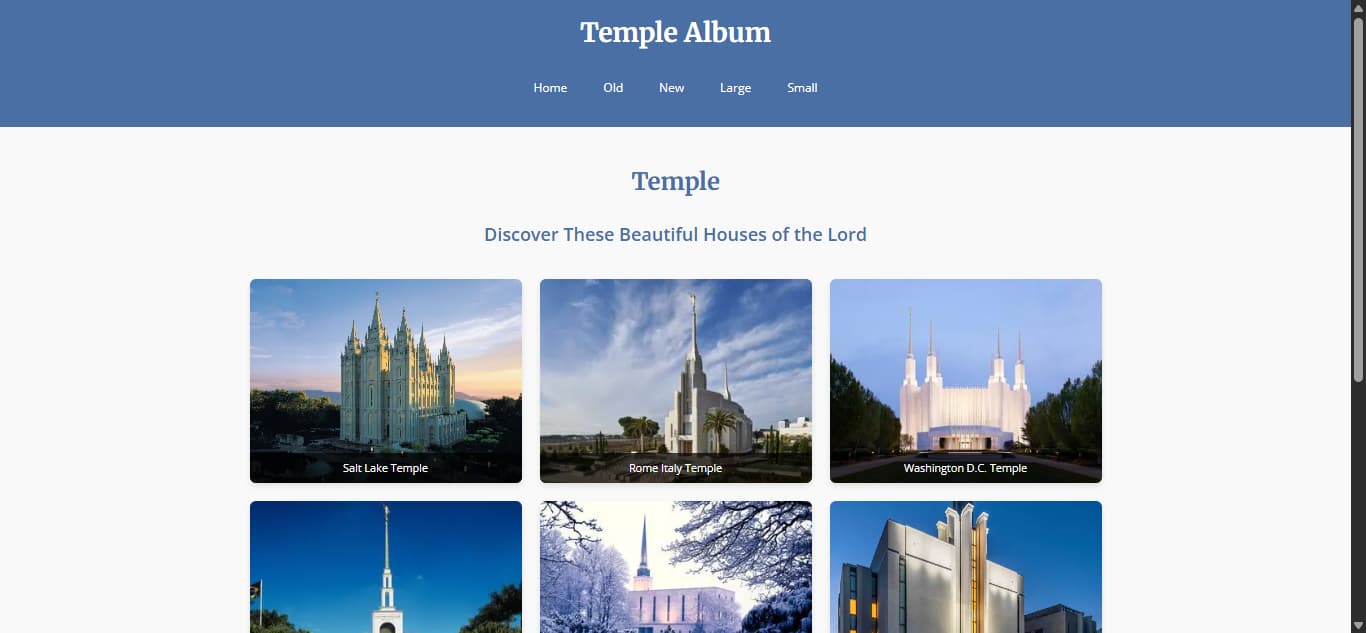 Temple Album
Home Old New Large Small
Temple
Discover These Beautiful Houses of the Lord
Salt Lake Temple
Rome Italy Temple
Washington D.C. Temple